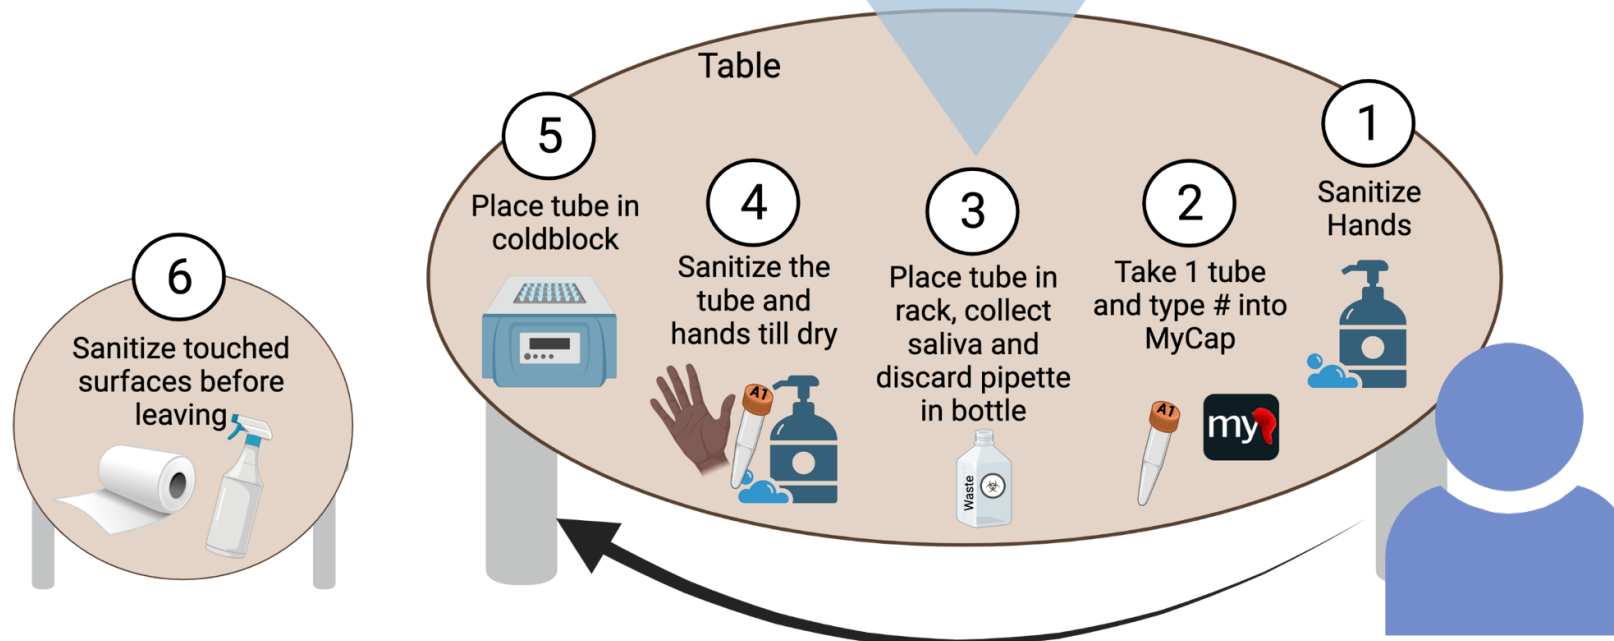 Table
1
Sanitize
Hands
2
Take 1 tube
and type # into
MyCap
A1
my
3
Place tube in
rack, collect
saliva and
discard pipette
in bottle
Waste
4
Sanitize the
tube and
hands till dry
A1
5
Place tube in
coldblock
6
Sanitize touched
surfaces before
leaving